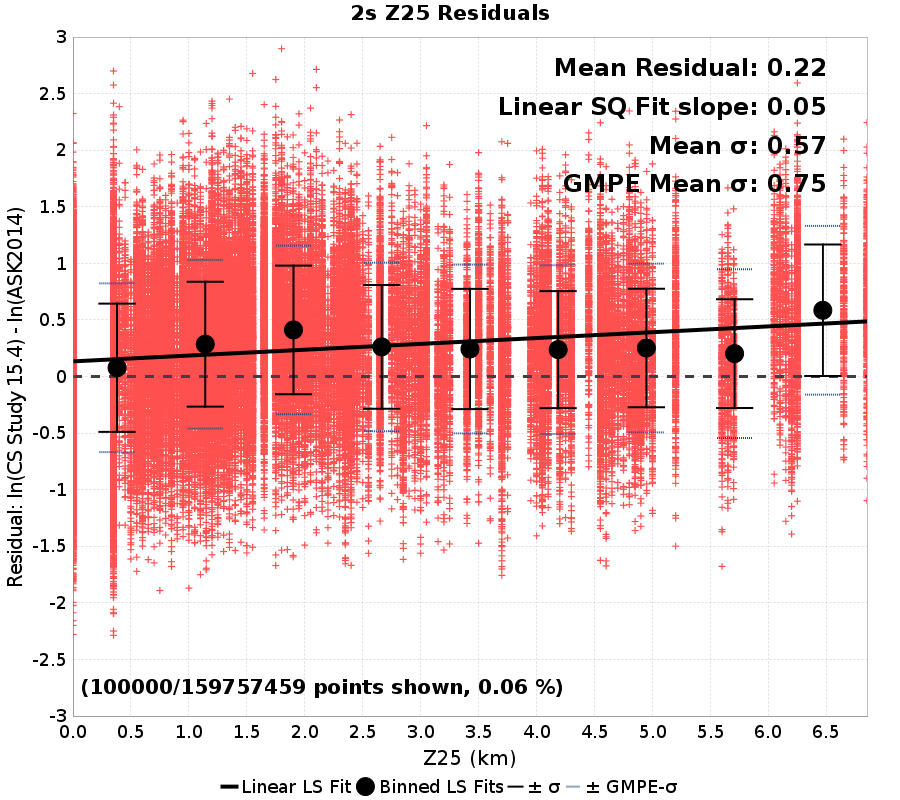 2s Z25 Residuals
Mean Residual: 0.22
Linear SQ Fit slope: 0.05
Mean σ: 0.57
GMPE Mean σ: 0.75
Residual: ln(CS Study 15.4) - ln(ASK2014)
3
2.5
2
1.5
1
0.5
0
-0.5
-1
-1.5
-2
-2.5
-3
(100000/159757459 points shown, 0.06 %)
0.0 0.5 1.0 1.5 2.0 2.5 3.0 3.5 4.0 4.5 5.0 5.5 6.0 6.5
Z25 (km)
Linear LS Fit Binned LS Fits ± σ ± GMPE-σ